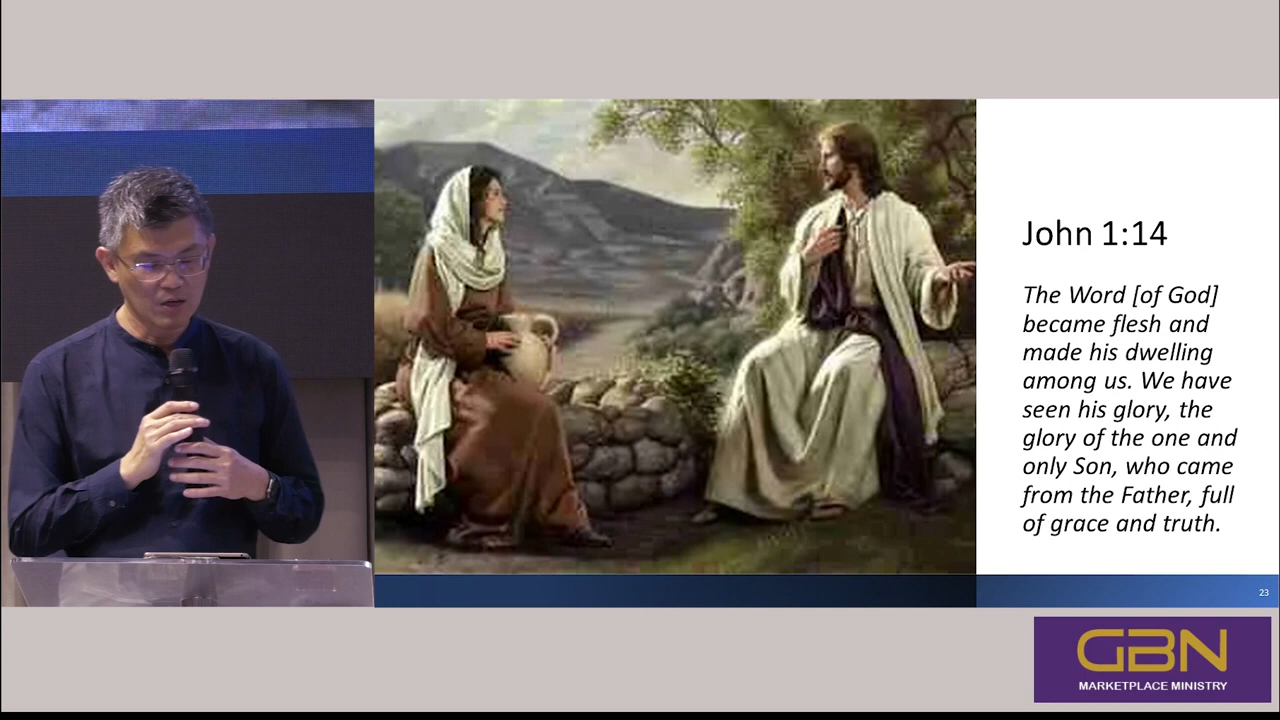 John 1:14
The Word [of God]
became flesh and
made his dwelling
among us. We have
seen his glory, the
glory of the one and
only Son, who came
from the Father, full
of grace and truth.
23
GBN
MARKETPLACE MINISTRY